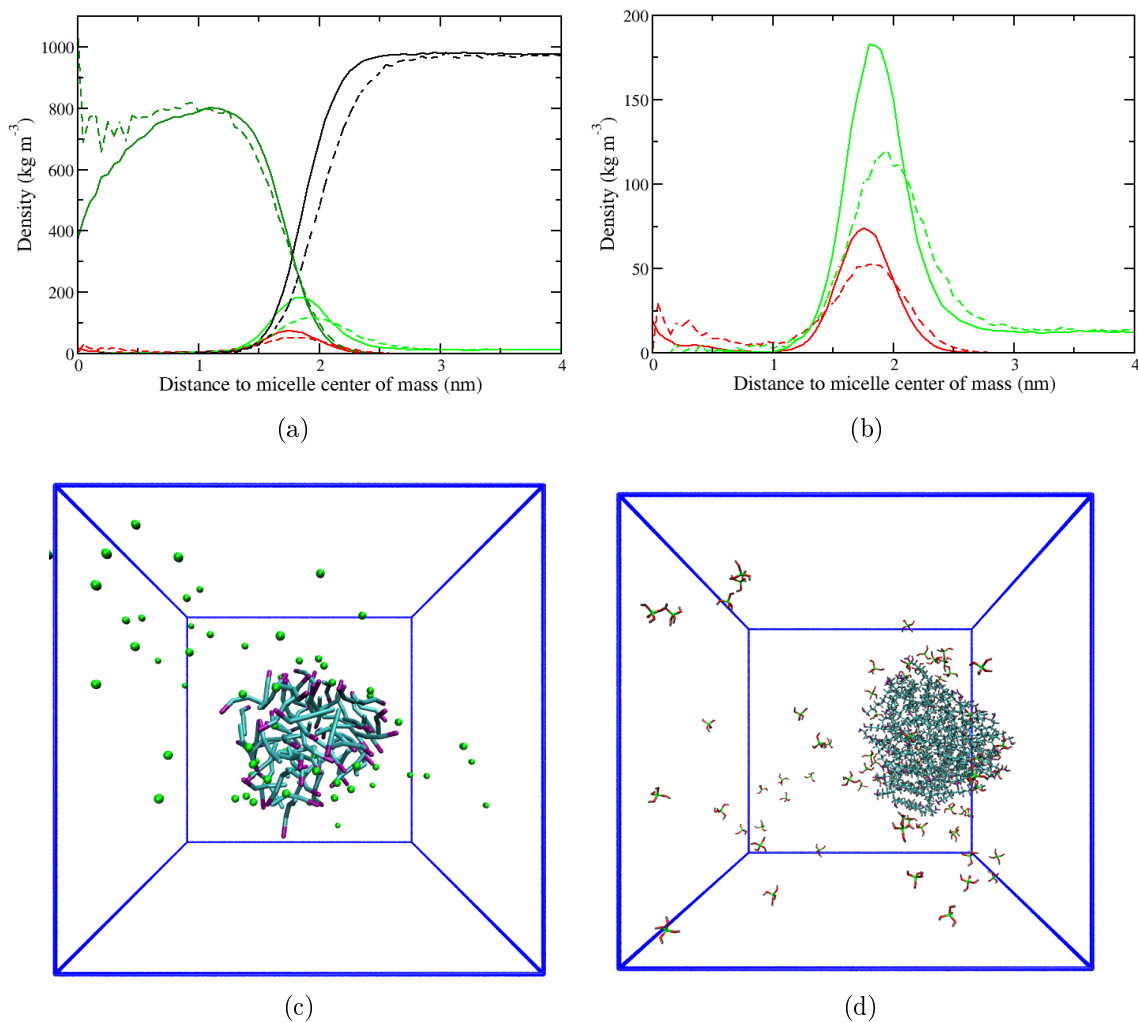 1000
800
600
400
200
0
Density (kg m⁻³)
0 1 2 3 4
Distance to micelle center of mass (nm)
(a)
200
150
100
50
0
Density (kg m⁻³)
0 1 2 3 4
Distance to micelle center of mass (nm)
(b)
(c)
(d)